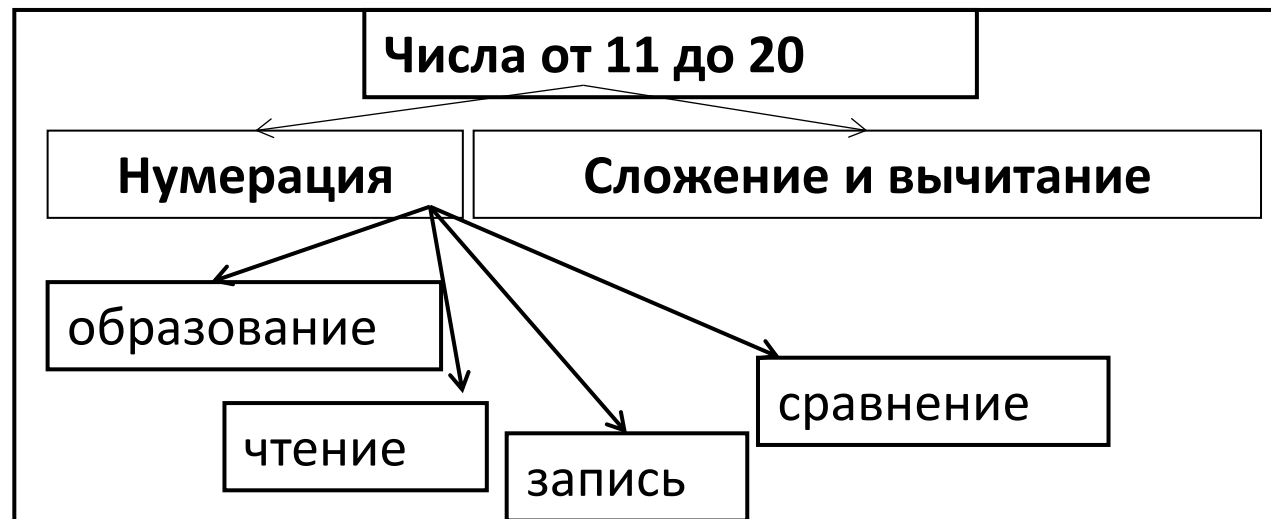 Числа от 11 до 20
Нумерация
Сложение и вычитание
образование
чтение
запись
сравнение